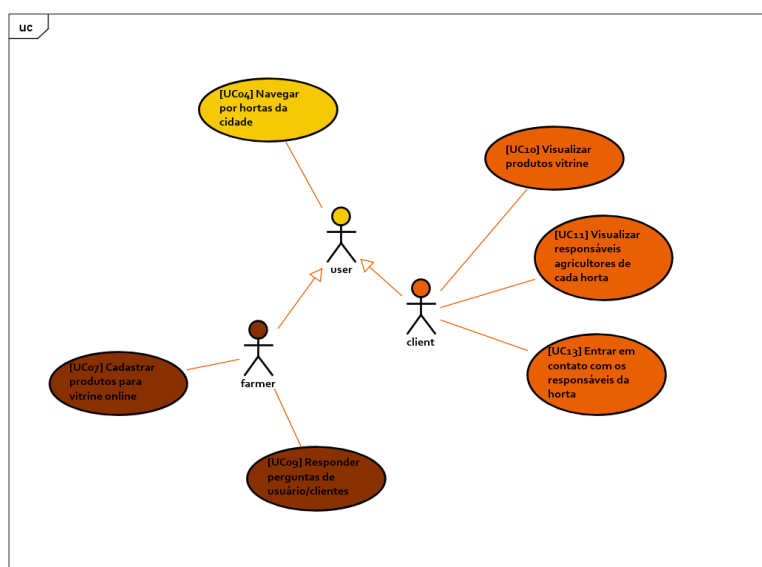 uc
[UC04] Navegar
por hortas da
cidade
[UC10] Visualizar
produtos vitrine
[UC11] Visualizar
responsáveis
agricultores de
cada horta
user
client
[UC13] Entrar em
contato com os
responsáveis da
horta
[UC07] Cadastrar
produtos para
vitrine online
farmer
[UC09] Responder
perguntas de
usuário/clientes